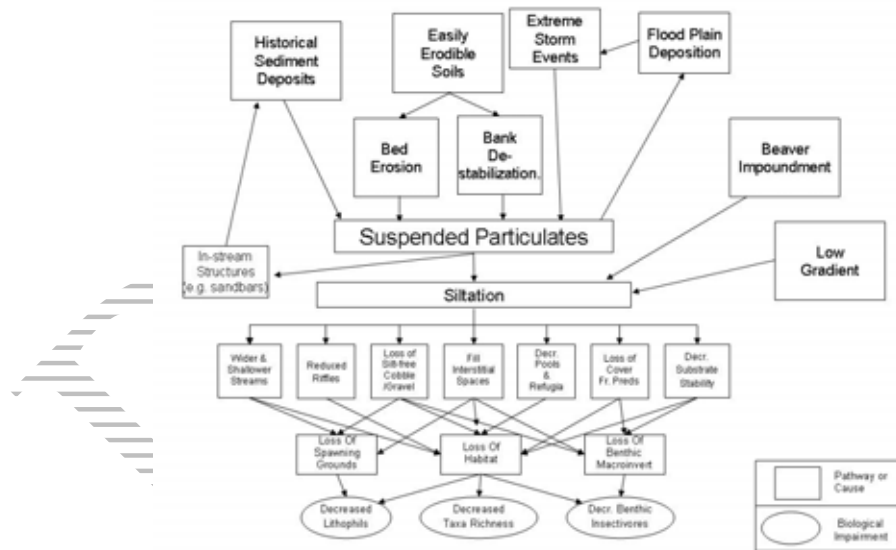 Historical
Sediment
Deposits
Easily
Erodible
Soils
Extreme
Storm
Events
Flood Plain
Deposition
Bed
Erosion
Bank
De-
stabilization.
Beaver
Impoundment
Suspended Particulates
In-stream
Structures
(e.g. sandbars)
Low
Gradient
Siltation
Wider &
Shallower
Streams
Reduced
Riffles
Loss of
Silt-free
Cobble
/Gravel
Fill
Interstitial
Spaces
Decr.
Pools
&
Refugia
Loss of
Cover
Fr. Preds
Decr.
Substrate
Stability
Loss Of
Spawning
Grounds
Loss Of
Habitat
Loss Of
Benthic
Macroinvert
Decreased
Lithophils
Decreased
Taxa Richness
Decr. Benthic
Insectivores
Pathway or
Cause
Biological
Impairment